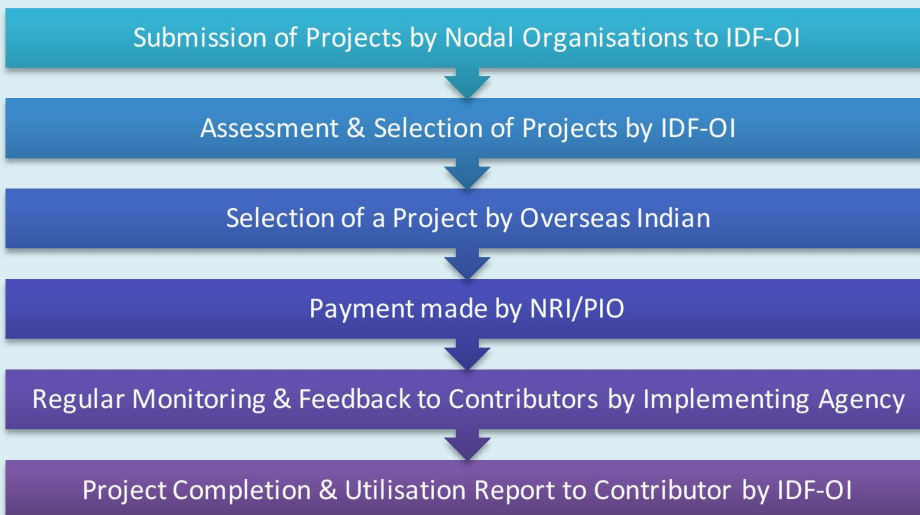 Submission of Projects by Nodal Organisations to IDF-OI
Assessment & Selection of Projects by IDF-OI
Selection of a Project by Overseas Indian
Payment made by NRI/PIO
Regular Monitoring & Feedback to Contributors by Implementing Agency
Project Completion & Utilisation Report to Contributor by IDF-OI